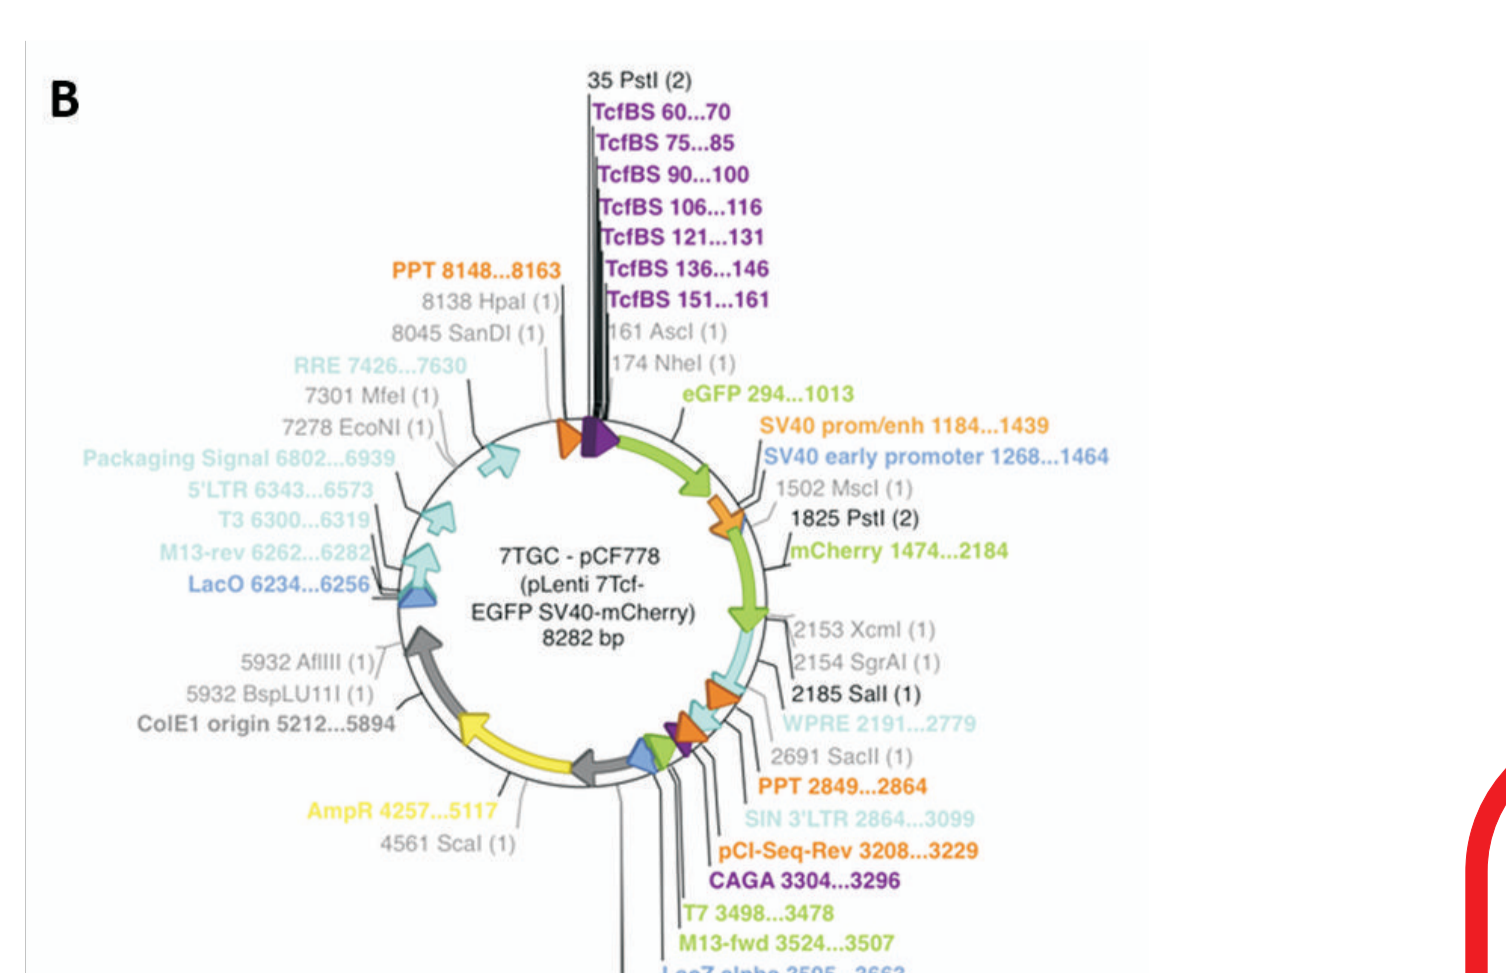 B
35 PstI (2)
TcfBS 60...70
TcfBS 75...85
TcfBS 90...100
TcfBS 106...116
TcfBS 121...131
TcfBS 136...146
TcfBS 151...161
161 AscI (1)
174 NheI (1)
eGFP 294...1013
SV40 prom/enh 1184...1439
SV40 early promoter 1268...1464
1502 MscI (1)
1825 PstI (2)
mCherry 1474...2184
2153 XcmI (1)
2154 SgrAI (1)
2185 SalI (1)
WPRE 2191...2779
2691 SacII (1)
PPT 2849...2864
SIN 3'LTR 2864...3099
pCI-Seq-Rev 3208...3229
CAGA 3304...3296
T7 3498...3478
M13-fwd 3524...3507
PPT 8148...8163
8138 HpaI (1)
8045 SanDI (1)
RRE 7426...7630
7301 MfeI (1)
7278 EcoNI (1)
Packaging Signal 6802...6939
5'LTR 6343...6573
T3 6300...6319
M13-rev 6262...6282
LacO 6234...6256
5932 AflIII (1)
5932 BspLU11I (1)
ColE1 origin 5212...5894
AmpR 4257...5117
4561 ScaI (1)
7TGC - pCF778
(pLenti 7Tcf-
EGFP SV40-mCherry)
8282 bp